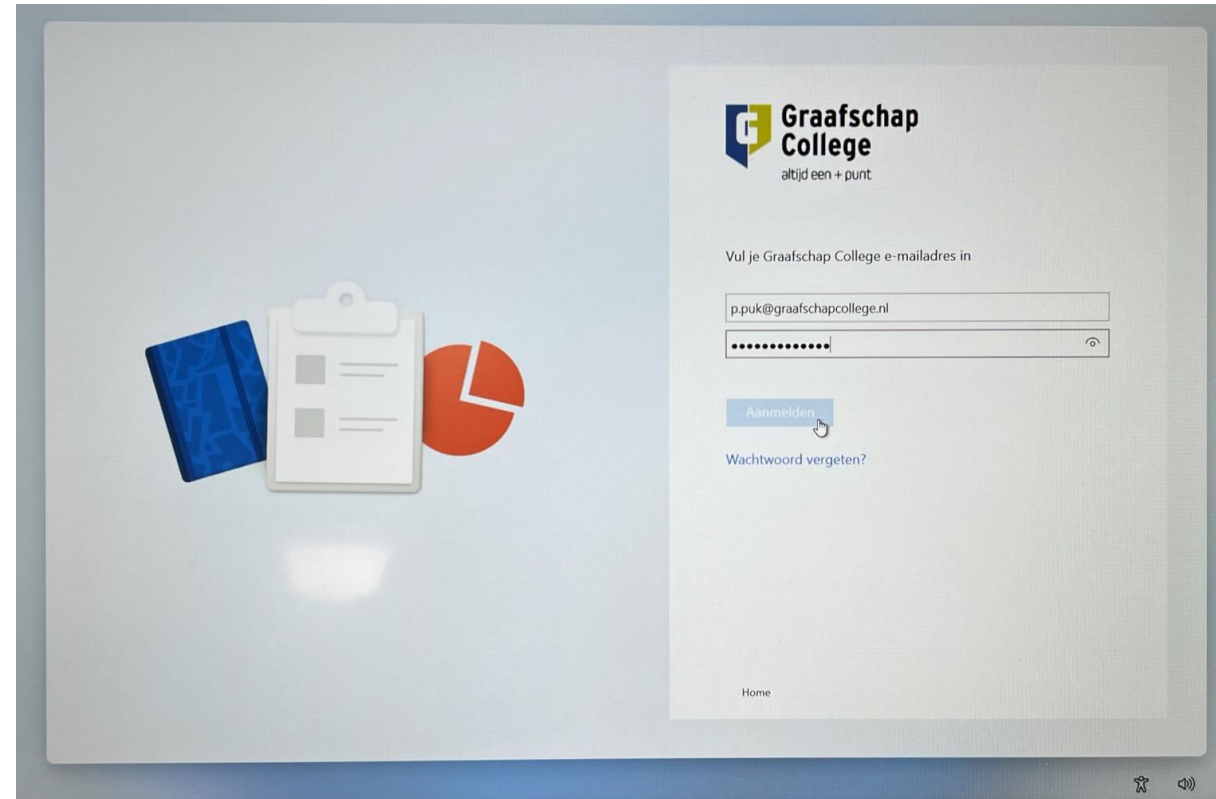 Graafschap
College
altijd een + punt
Vul je Graafschap College e-mailadres in
p.puk@graafschapcollege.nl
•••••••••••••
Aanmelden
Wachtwoord vergeten?
Home